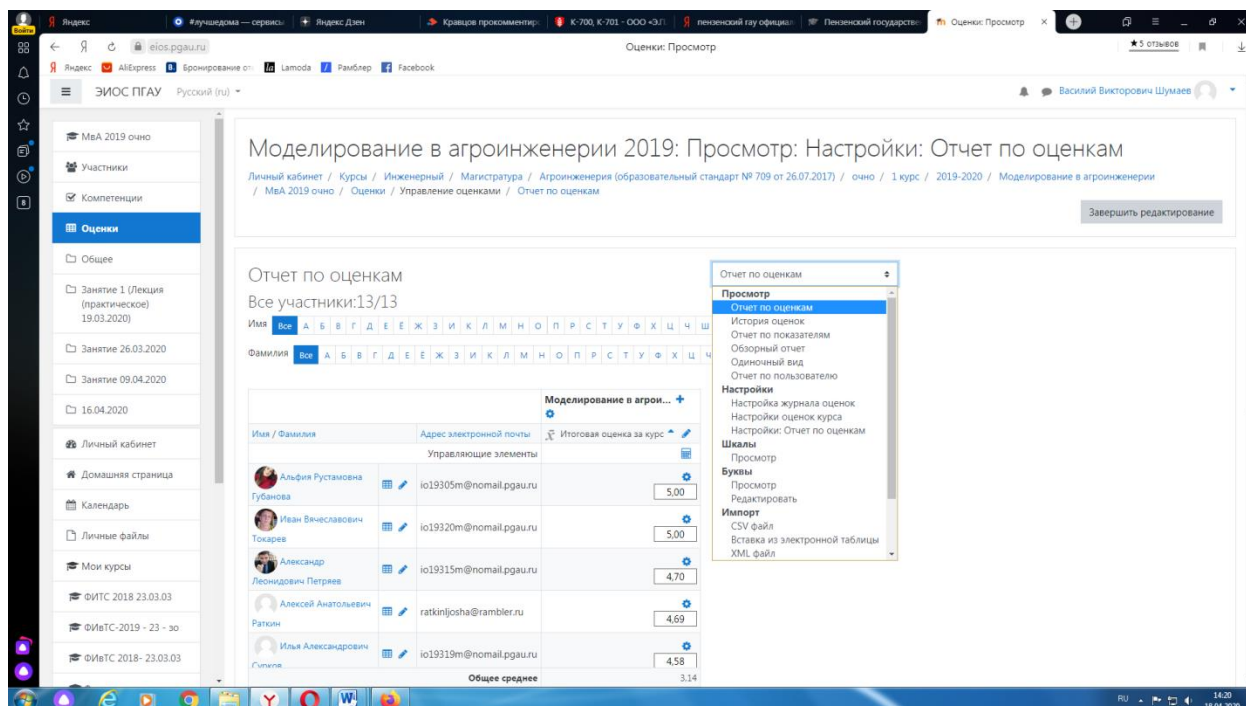 Яндекс
#лучшедома — сервисы
Яндекс Дзен
Кравцов прокомментир
К-700, К-701 - ООО «ЭЛ
пензенский гау официал
Пензенский государстве
Оценки: Просмотр
Войти
eios.pgau.ru
Оценки: Просмотр
★5 отзывов
Яндекс
AliExpress
Бронирование от
Lamoda
Рамблер
Facebook
ЭИОС ПГАУ
Русский (ru)
Василий Викторович Шумаев
МвА 2019 очно
Участники
Компетенции
Оценки
Общее
Занятие 1 (Лекция
(практическое)
19.03.2020)
Занятие 26.03.2020
Занятие 09.04.2020
16.04.2020
Личный кабинет
Домашняя страница
Календарь
Личные файлы
Мои курсы
ФИТС 2018 23.03.03
ФИвТС-2019 - 23 - зо
ФИвТС 2018- 23.03.03
Моделирование в агроинженерии 2019: Просмотр: Настройки: Отчет по оценкам
Личный кабинет / Курсы / Инженерный / Магистратура / Агроинженерия (образовательный стандарт № 709 от 26.07.2017) / очно / 1 курс / 2019-2020 / Моделирование в агроинженерии
/ МвА 2019 очно / Оценки / Управление оценками / Отчет по оценкам
Завершить редактирование
Отчет по оценкам
Все участники:13/13
Имя Все А Б В Г Д Е Ё Ж З И К Л М Н О П Р С Т У Ф Х Ц Ч Ш
Фамилия Все А Б В Г Д Е Ё Ж З И К Л М Н О П Р С Т У Ф Х Ц Ч
Моделирование в агрои...
Имя / Фамилия
Адрес электронной почты
Итоговая оценка за курс
Управляющие элементы
Альфия Рустамовна
Губанова
io19305m@nomail.pgau.ru
5,00
Иван Вячеславович
Токарев
io19320m@nomail.pgau.ru
5,00
Александр
Леонидович Петряев
io19315m@nomail.pgau.ru
4,70
Алексей Анатольевич
Раткин
ratkinljosha@rambler.ru
4,69
Илья Александрович
Сурков
io19319m@nomail.pgau.ru
4,58
Общее среднее
3.14
Отчет по оценкам
Просмотр
Отчет по оценкам
История оценок
Отчет по показателям
Обзорный отчет
Одиночный вид
Отчет по пользователю
Настройки
Настройка журнала оценок
Настройки оценок курса
Настройки: Отчет по оценкам
Шкалы
Просмотр
Буквы
Просмотр
Редактировать
Импорт
CSV файл
Вставка из электронной таблицы
XML файл
RU
14:20
18.04.2020